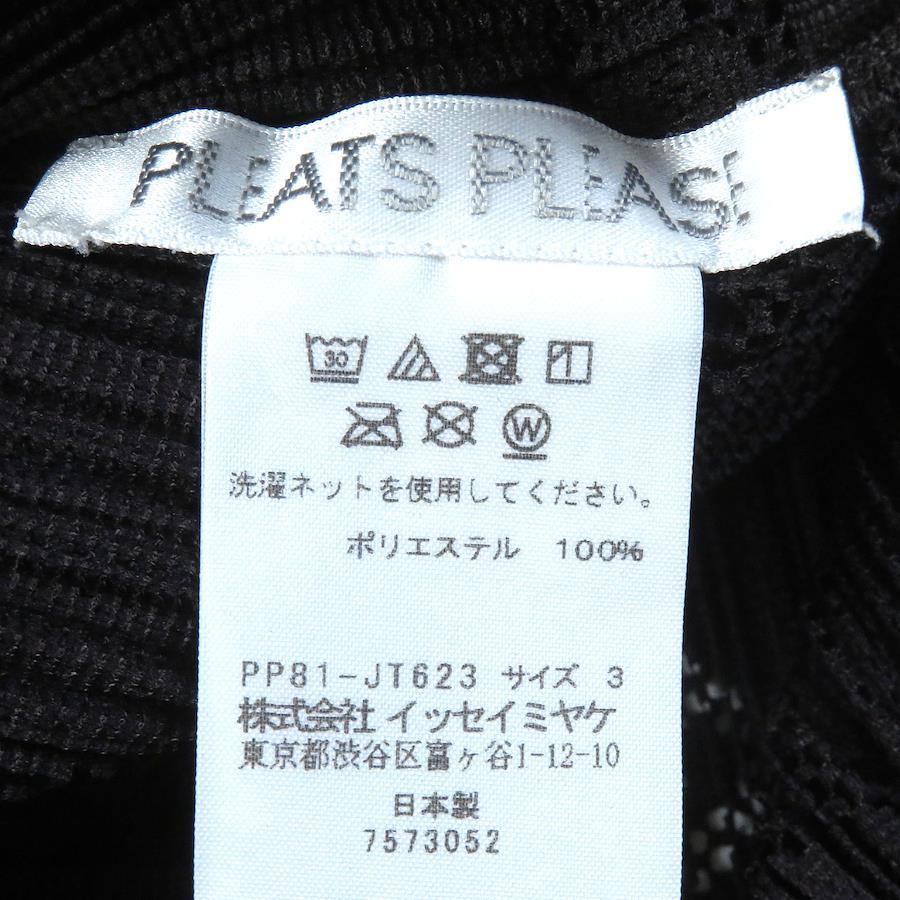 PLEATS PLEASE
30
W
洗濯ネットを使用してください。
ポリエステル 100%
PP81-JT623 サイズ 3
株式会社 イッセイミヤケ
東京都渋谷区富ヶ谷1-12-10
日本製
7573052